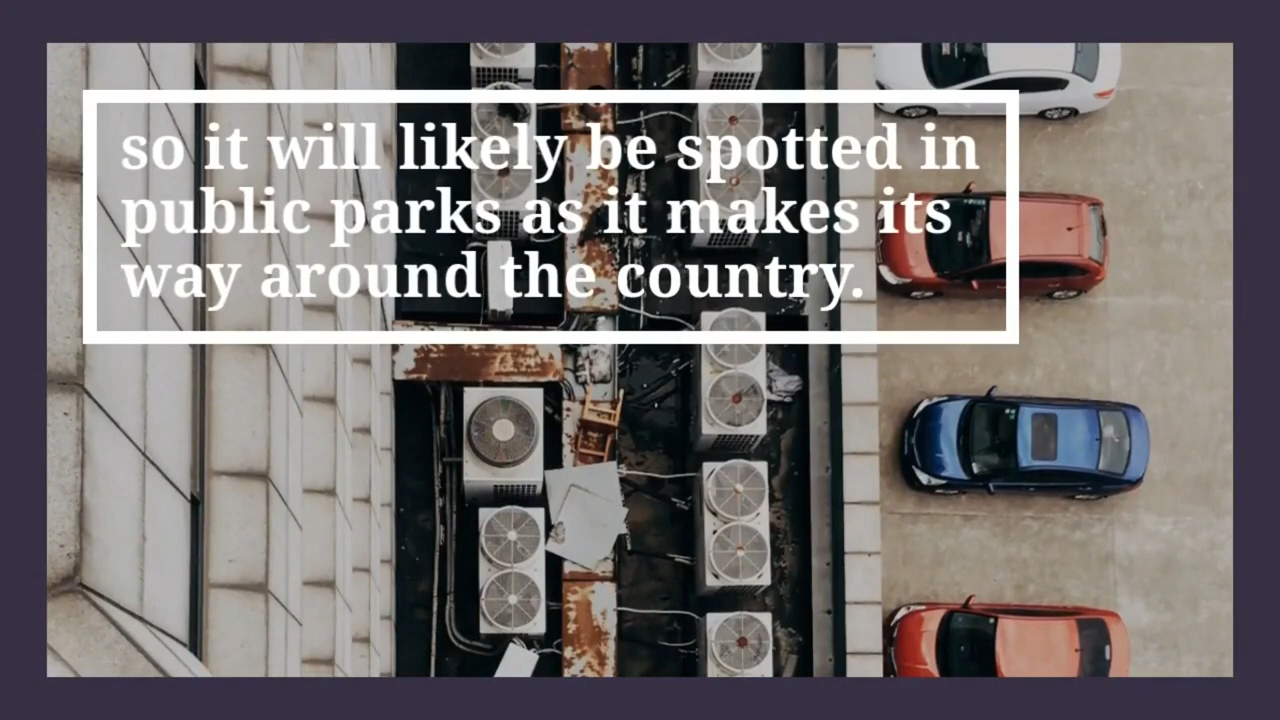 so it will likely be spotted in
public parks as it makes its
way around the country.